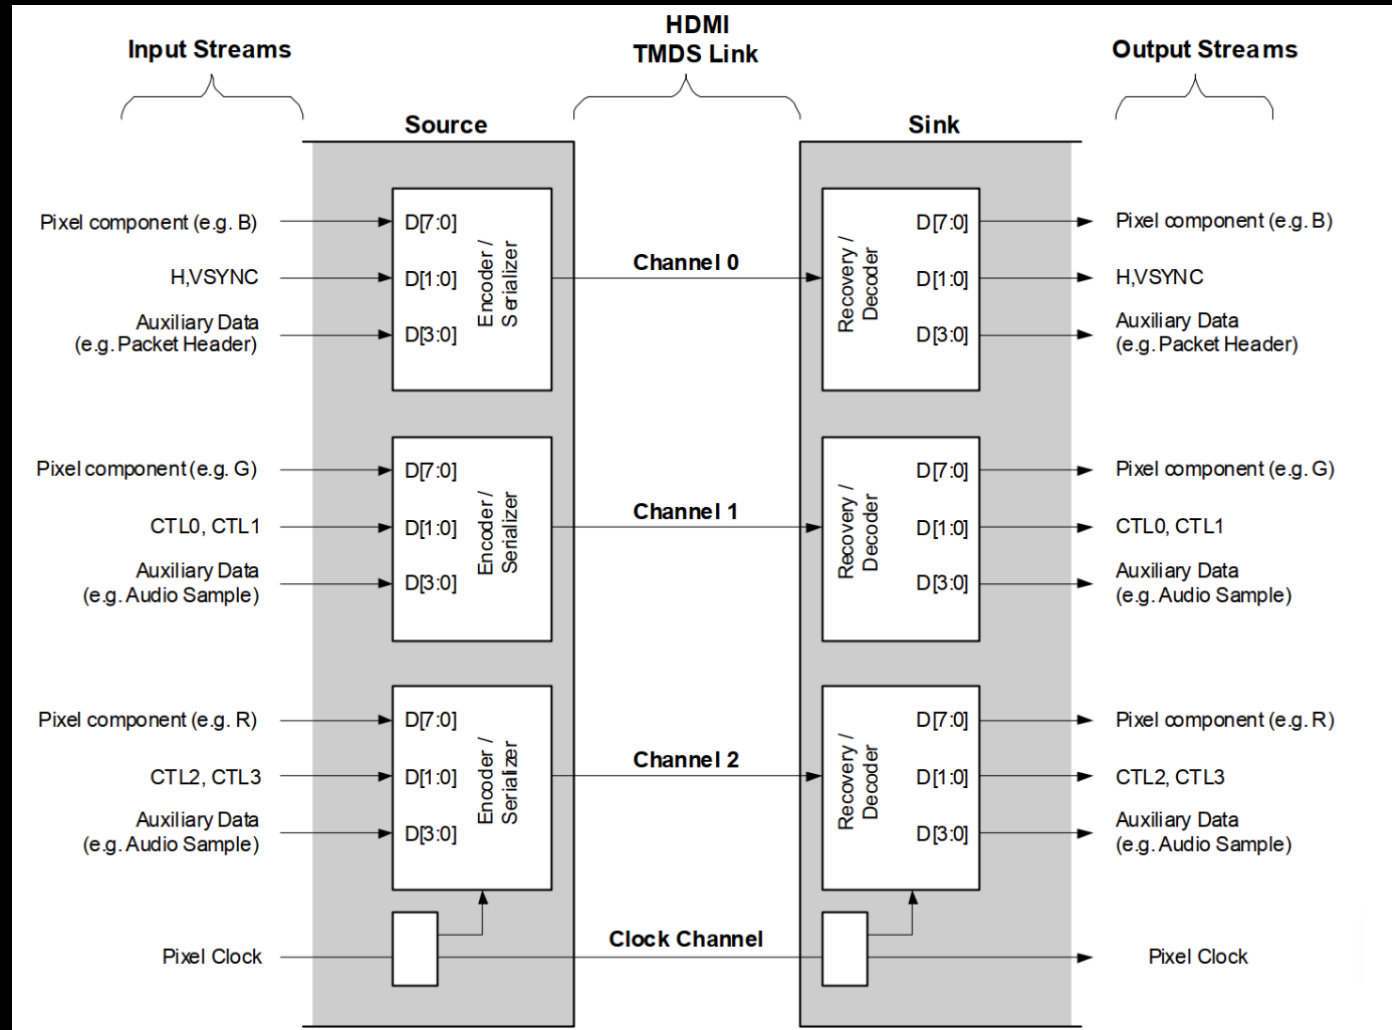 HDMI
TMDS Link
Input Streams
Output Streams
Source
Sink
Pixel component (e.g. B)
D[7:0]
H,VSYNC
D[1:0]
Auxiliary Data
(e.g. Packet Header)
D[3:0]
Encoder /
Serializer
Channel 0
Recovery /
Decoder
D[7:0]
Pixel component (e.g. B)
D[1:0]
H,VSYNC
D[3:0]
Auxiliary Data
(e.g. Packet Header)
Pixel component (e.g. G)
D[7:0]
CTL0, CTL1
D[1:0]
Auxiliary Data
(e.g. Audio Sample)
D[3:0]
Encoder /
Serializer
Channel 1
Recovery /
Decoder
D[7:0]
Pixel component (e.g. G)
D[1:0]
CTL0, CTL1
D[3:0]
Auxiliary Data
(e.g. Audio Sample)
Pixel component (e.g. R)
D[7:0]
CTL2, CTL3
D[1:0]
Auxiliary Data
(e.g. Audio Sample)
D[3:0]
Encoder /
Serializer
Channel 2
Recovery /
Decoder
D[7:0]
Pixel component (e.g. R)
D[1:0]
CTL2, CTL3
D[3:0]
Auxiliary Data
(e.g. Audio Sample)
Pixel Clock
Clock Channel
Pixel Clock